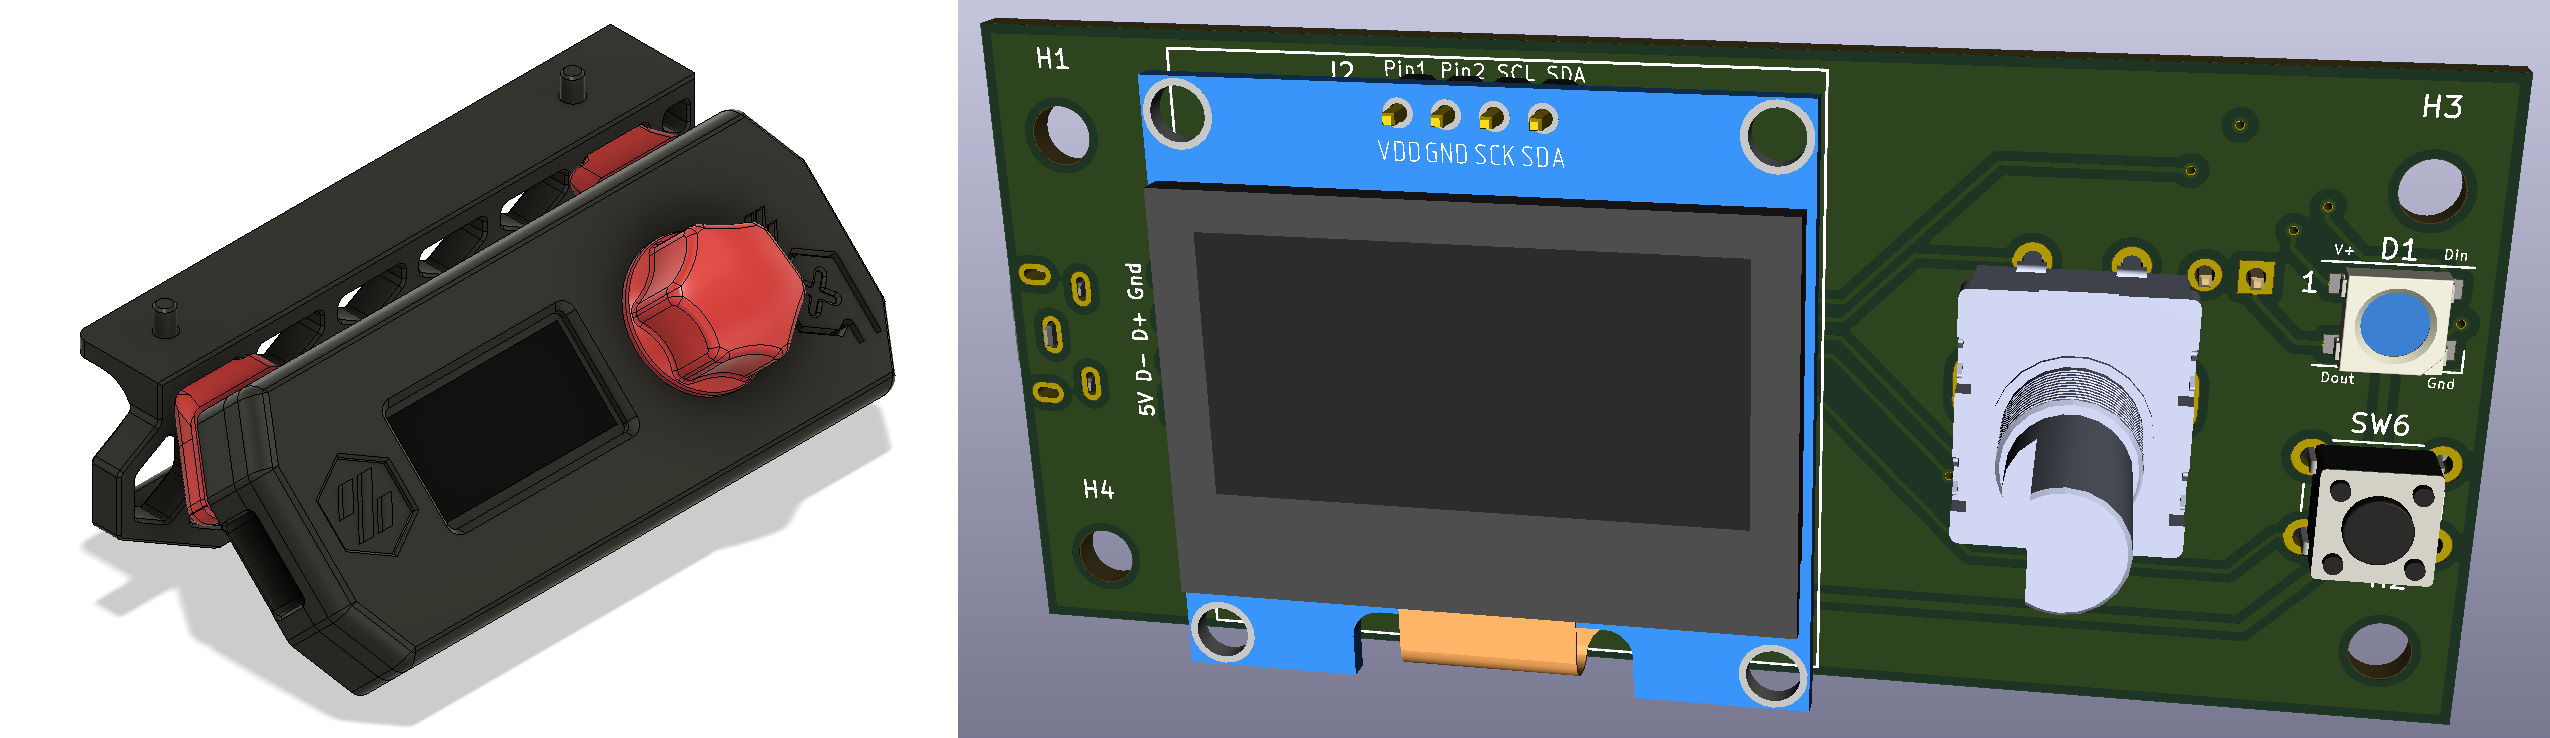 H1
J2 Pin1 Pin2 SCL SDA
VDD GND SCK SDA
H3
V+ D1 Din
1
Dout Gnd
5V D- D+ Gnd
SW6
H4